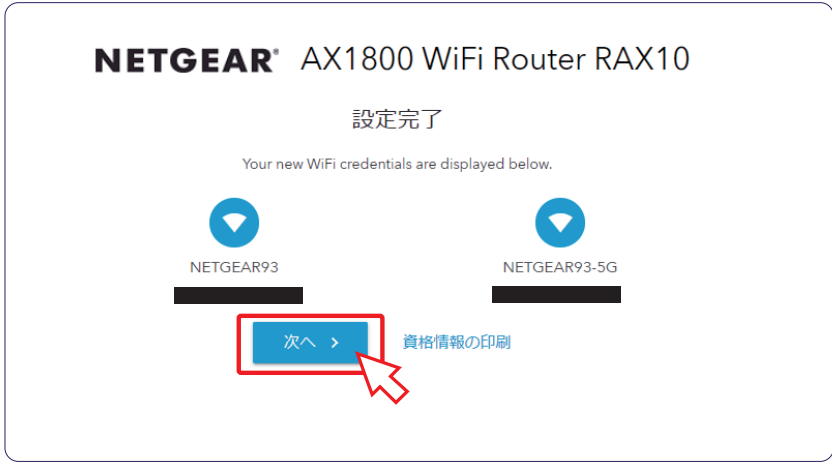 NETGEAR® AX1800 WiFi Router RAX10
設定完了
Your new WiFi credentials are displayed below.
NETGEAR93
NETGEAR93-5G
次へ >
資格情報の印刷